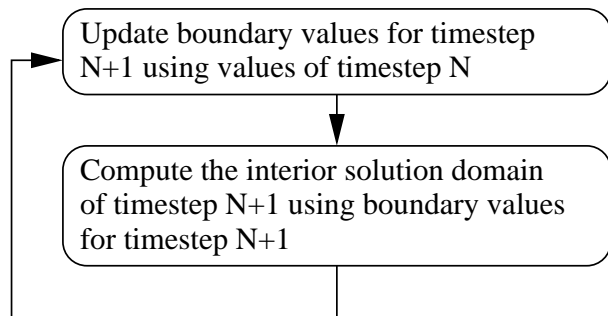 Update boundary values for timestep
N+1 using values of timestep N
Compute the interior solution domain
of timestep N+1 using boundary values
for timestep N+1